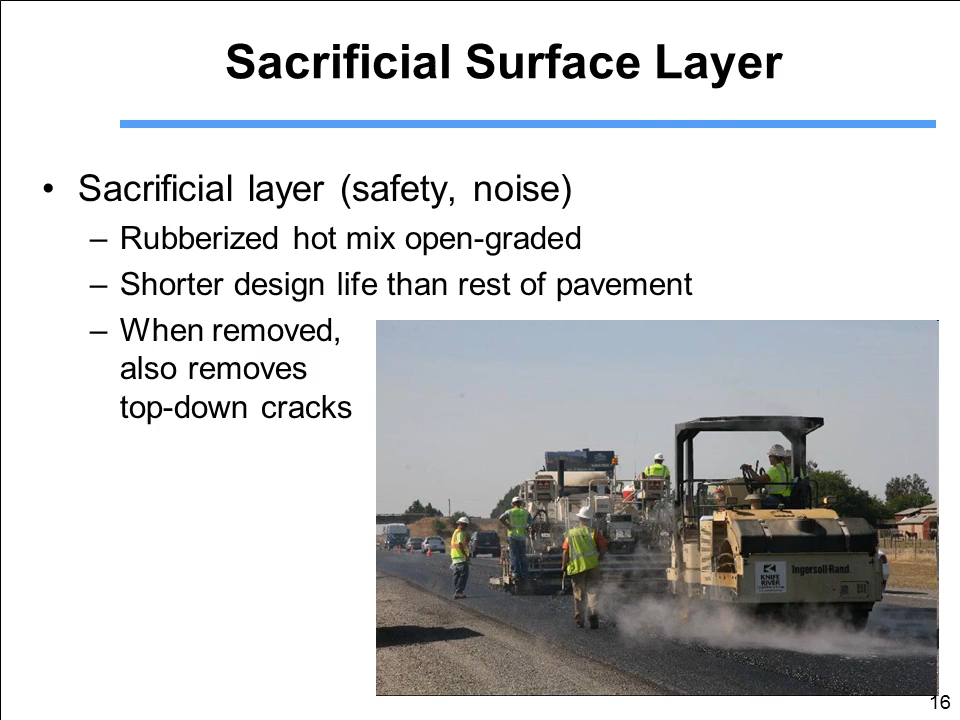 Sacrificial Surface Layer
• Sacrificial layer (safety, noise)
– Rubberized hot mix open-graded
– Shorter design life than rest of pavement
– When removed,
also removes
top-down cracks
Ingersoll-Rand
KNIFE
RIVER
16